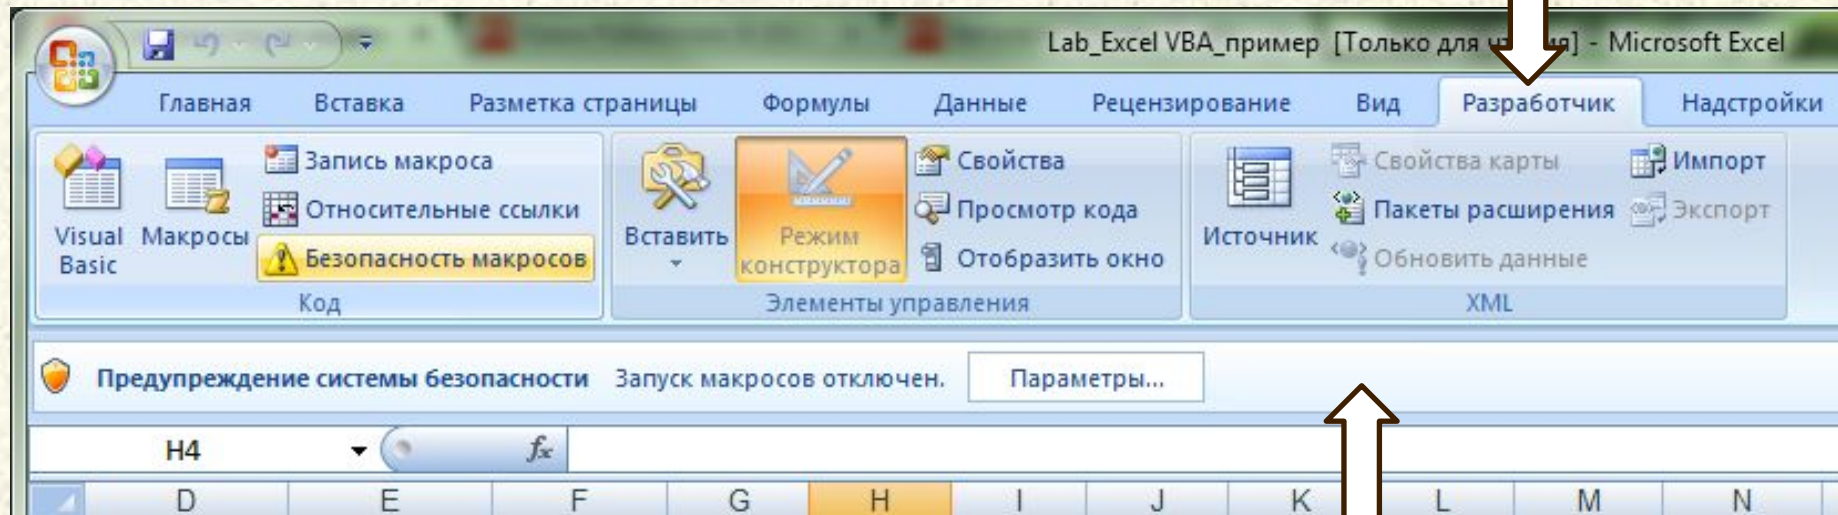 Lab_Excel VBA_пример [Только для чт ия] - Microsoft Excel
Главная Вставка Разметка страницы Формулы Данные Рецензирование Вид Разработчик Надстройки
Visual Basic
Макросы
Запись макроса
Относительные ссылки
Безопасность макросов
Код
Вставить
Режим конструктора
Свойства
Просмотр кода
Отобразить окно
Элементы управления
Источник
Свойства карты
Пакеты расширения
Обновить данные
Импорт
Экспорт
XML
Предупреждение системы безопасности Запуск макросов отключен. Параметры...
H4 fx
D E F G H I J K L M N